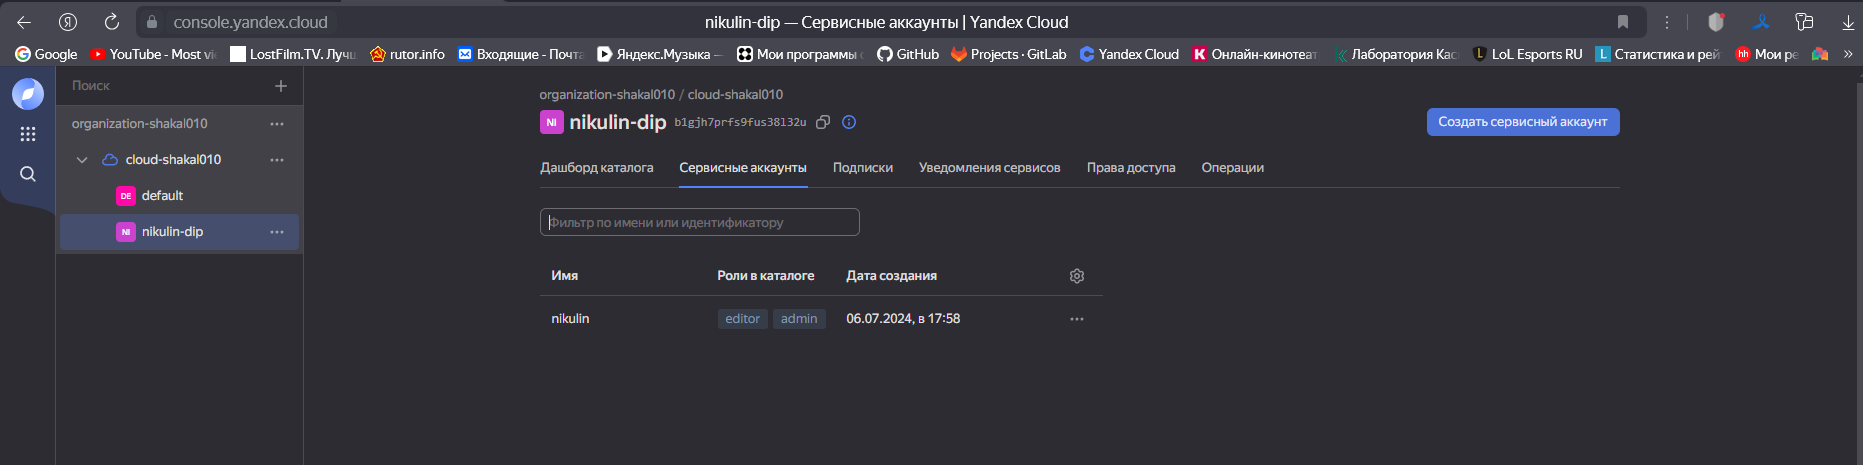 console.yandex.cloud
nikulin-dip — Сервисные аккаунты | Yandex Cloud
Google YouTube - Most vi LostFilm.TV. Лучш rutor.info Входящие - Почта Яндекс.Музыка — Мои программы GitHub Projects · GitLab Yandex Cloud Онлайн-кинотеат Лаборатория Кас LoL Esports RU Статистика и рей hh Мои ре »
Поиск
organization-shakal010
cloud-shakal010
DE default
NI nikulin-dip
organization-shakal010 / cloud-shakal010
NI nikulin-dip b1gjh7prfs9fus38l32u
Создать сервисный аккаунт
Дашборд каталога Сервисные аккаунты Подписки Уведомления сервисов Права доступа Операции
Фильтр по имени или идентификатору
Имя Роли в каталоге Дата создания
nikulin editor admin 06.07.2024, в 17:58